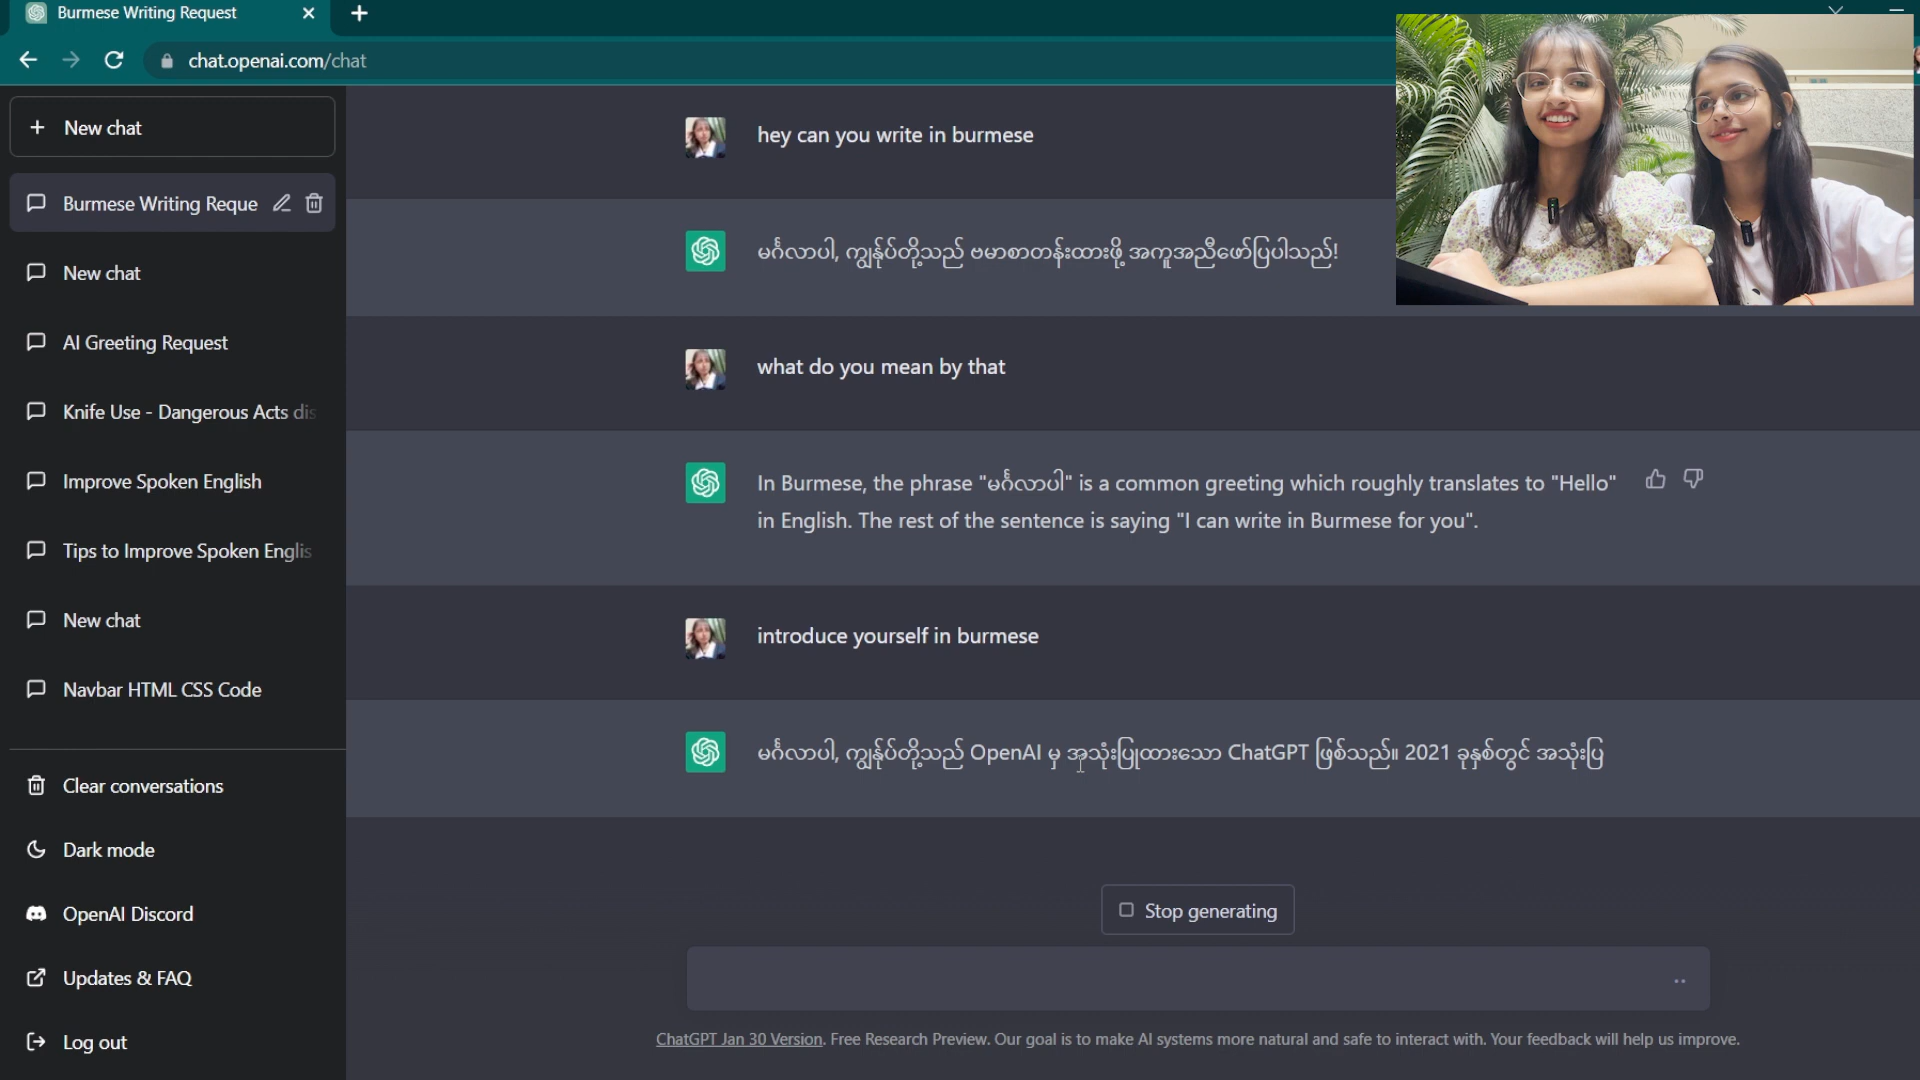 Burmese Writing Request
chat.openai.com/chat
New chat
Burmese Writing Reque
New chat
AI Greeting Request
Knife Use - Dangerous Acts dis
Improve Spoken English
Tips to Improve Spoken Englis
New chat
Navbar HTML CSS Code
Clear conversations
Dark mode
OpenAI Discord
Updates & FAQ
Log out
hey can you write in burmese
မင်္ဂလာပါ, ကျွန်ုပ်တို့သည် ဗမာစာတန်းထားဖို့ အကူအညီဖော်ပြပါသည်!
what do you mean by that
In Burmese, the phrase "မင်္ဂလာပါ" is a common greeting which roughly translates to "Hello"
in English. The rest of the sentence is saying "I can write in Burmese for you".
introduce yourself in burmese
မင်္ဂလာပါ, ကျွန်ုပ်တို့သည် OpenAI မှ အသုံးပြုထားသော ChatGPT ဖြစ်သည်။ 2021 ခုနှစ်တွင် အသုံးပြ
Stop generating
ChatGPT Jan 30 Version. Free Research Preview. Our goal is to make AI systems more natural and safe to interact with. Your feedback will help us improve.